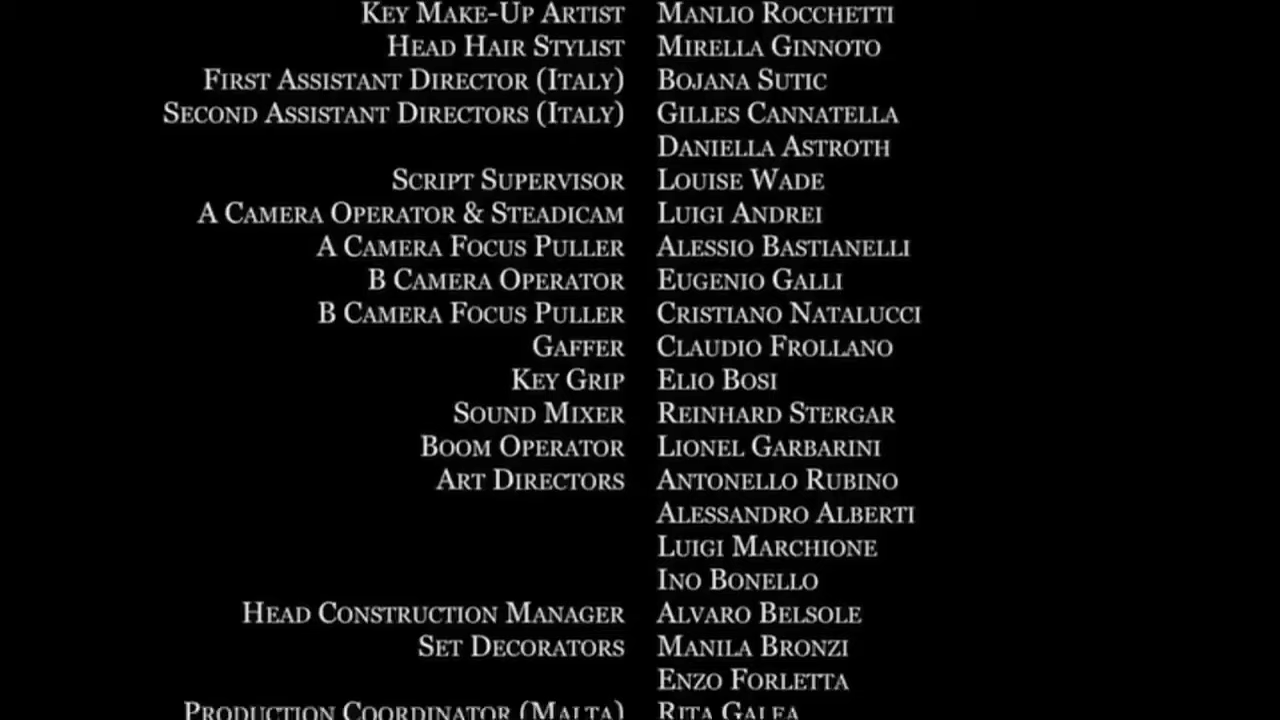 Key Make-Up Artist Manlio Rocchetti
Head Hair Stylist Mirella Ginnoto
First Assistant Director (Italy) Bojana Sutic
Second Assistant Directors (Italy) Gilles Cannatella
Daniella Astroth
Script Supervisor Louise Wade
A Camera Operator & Steadicam Luigi Andrei
A Camera Focus Puller Alessio Bastianelli
B Camera Operator Eugenio Galli
B Camera Focus Puller Cristiano Natalucci
Gaffer Claudio Frollano
Key Grip Elio Bosi
Sound Mixer Reinhard Stergar
Boom Operator Lionel Garbarini
Art Directors Antonello Rubino
Alessandro Alberti
Luigi Marchione
Ino Bonello
Head Construction Manager Alvaro Belsole
Set Decorators Manila Bronzi
Enzo Forletta
Production Coordinator (Malta) Rita Galea